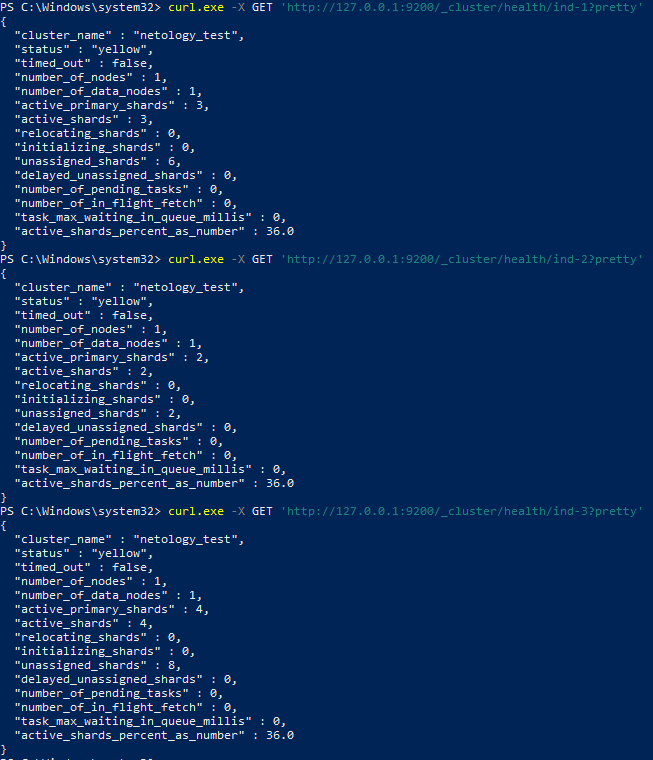 PS C:\Windows\system32> curl.exe -X GET 'http://127.0.0.1:9200/_cluster/health/ind-1?pretty'
{
  "cluster_name" : "netology_test",
  "status" : "yellow",
  "timed_out" : false,
  "number_of_nodes" : 1,
  "number_of_data_nodes" : 1,
  "active_primary_shards" : 3,
  "active_shards" : 3,
  "relocating_shards" : 0,
  "initializing_shards" : 0,
  "unassigned_shards" : 6,
  "delayed_unassigned_shards" : 0,
  "number_of_pending_tasks" : 0,
  "number_of_in_flight_fetch" : 0,
  "task_max_waiting_in_queue_millis" : 0,
  "active_shards_percent_as_number" : 36.0
}
PS C:\Windows\system32> curl.exe -X GET 'http://127.0.0.1:9200/_cluster/health/ind-2?pretty'
{
  "cluster_name" : "netology_test",
  "status" : "yellow",
  "timed_out" : false,
  "number_of_nodes" : 1,
  "number_of_data_nodes" : 1,
  "active_primary_shards" : 2,
  "active_shards" : 2,
  "relocating_shards" : 0,
  "initializing_shards" : 0,
  "unassigned_shards" : 2,
  "delayed_unassigned_shards" : 0,
  "number_of_pending_tasks" : 0,
  "number_of_in_flight_fetch" : 0,
  "task_max_waiting_in_queue_millis" : 0,
  "active_shards_percent_as_number" : 36.0
}
PS C:\Windows\system32> curl.exe -X GET 'http://127.0.0.1:9200/_cluster/health/ind-3?pretty'
{
  "cluster_name" : "netology_test",
  "status" : "yellow",
  "timed_out" : false,
  "number_of_nodes" : 1,
  "number_of_data_nodes" : 1,
  "active_primary_shards" : 4,
  "active_shards" : 4,
  "relocating_shards" : 0,
  "initializing_shards" : 0,
  "unassigned_shards" : 8,
  "delayed_unassigned_shards" : 0,
  "number_of_pending_tasks" : 0,
  "number_of_in_flight_fetch" : 0,
  "task_max_waiting_in_queue_millis" : 0,
  "active_shards_percent_as_number" : 36.0
}